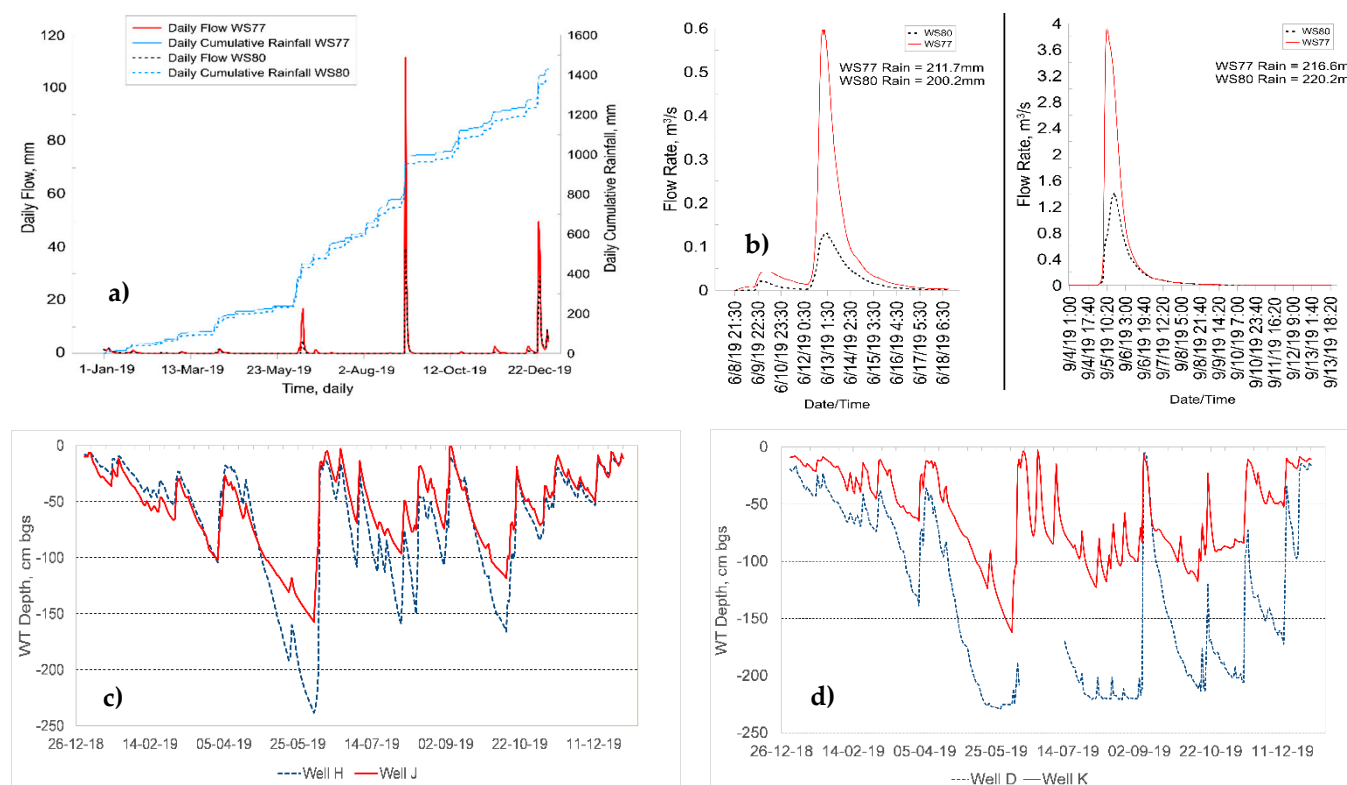 Daily Flow WS77
Daily Cumulative Rainfall WS77
Daily Flow WS80
Daily Cumulative Rainfall WS80
120
100
80
60
40
20
0
Daily Flow, mm
1600
1400
1200
1000
800
600
400
200
0
Daily Cumulative Rainfall, mm
a)
1-Jan-19
13-Mar-19
23-May-19
2-Aug-19
12-Oct-19
22-Dec-19
Time, daily
0.6
0.5
0.4
0.3
0.2
0.1
0
Flow Rate, m³/s
WS80
WS77
WS77 Rain = 211.7mm
WS80 Rain = 200.2mm
b)
6/8/19 21:30
6/9/19 22:30
6/10/19 23:30
6/12/19 0:30
6/13/19 1:30
6/14/19 2:30
6/15/19 3:30
6/16/19 4:30
6/17/19 5:30
6/18/19 6:30
Date/Time
4
3.6
3.2
2.8
2.4
2
1.6
1.2
0.8
0.4
0
Flow Rate, m³/s
WS80
WS77
WS77 Rain = 216.6m
WS80 Rain = 220.2m
9/4/19 1:00
9/4/19 17:40
9/5/19 10:20
9/6/19 3:00
9/6/19 19:40
9/7/19 12:20
9/8/19 5:00
9/8/19 21:40
9/9/19 14:20
9/10/19 7:00
9/10/19 23:40
9/11/19 16:20
9/12/19 9:00
9/13/19 1:40
9/13/19 18:20
Date/Time
0
-50
-100
-150
-200
-250
WT Depth, cm bgs
c)
26-12-18
14-02-19
05-04-19
25-05-19
14-07-19
02-09-19
22-10-19
11-12-19
Well H
Well J
0
-50
-100
-150
-200
-250
WT Depth, cm bgs
d)
26-12-19
14-02-19
05-04-19
25-05-19
14-07-19
02-09-19
22-10-19
11-12-19
Well D
Well K